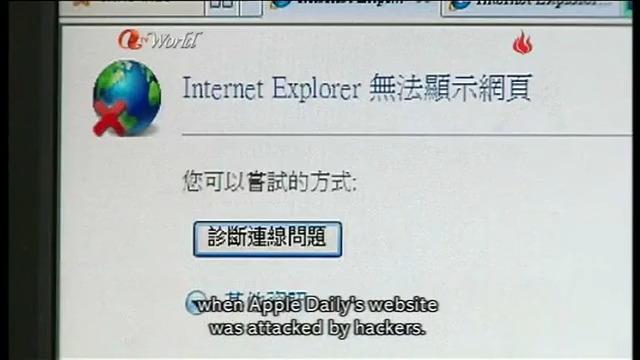 World
Internet Explorer 無法顯示網頁
您可以嘗試的方式:
診斷連線問題
when Apple Daily's website
was attacked by hackers.